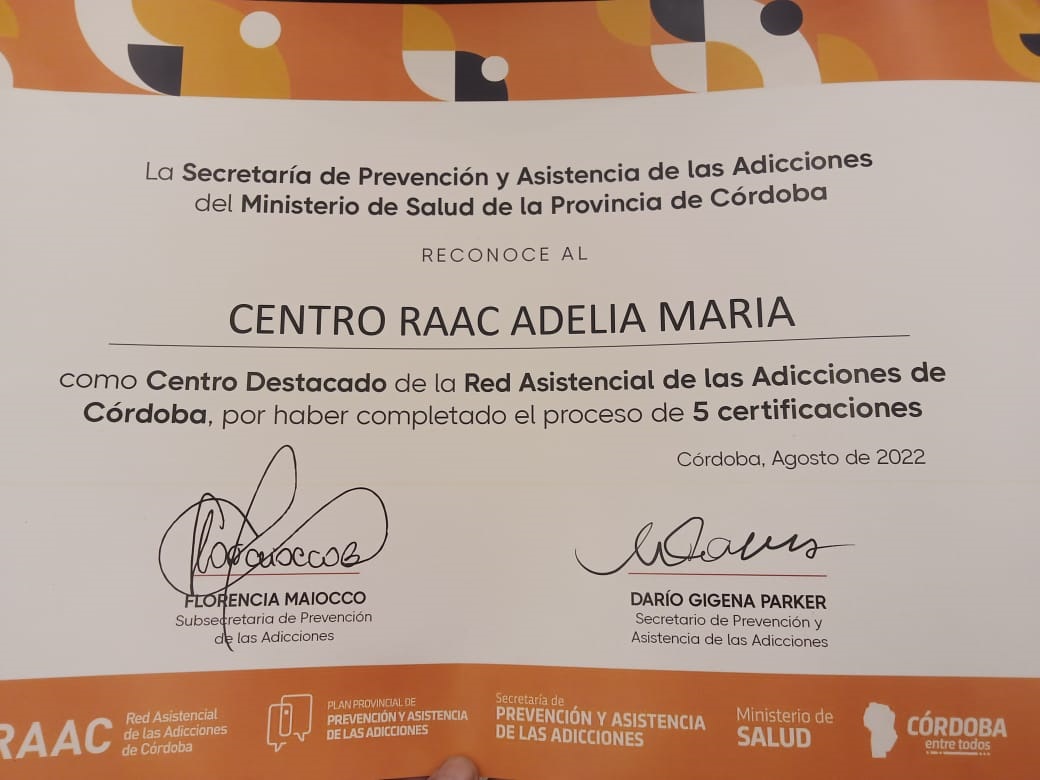 La Secretaría de Prevención y Asistencia de las Adicciones
del Ministerio de Salud de la Provincia de Córdoba
RECONOCE AL
CENTRO RAAC ADELIA MARIA
como Centro Destacado de la Red Asistencial de las Adicciones de
Córdoba, por haber completado el proceso de 5 certificaciones
Córdoba, Agosto de 2022
FLORENCIA MAIOCCO
Subsecretaria de Prevención
de las Adicciones
DARÍO GIGENA PARKER
Secretario de Prevención y
Asistencia de las Adicciones
RAAC
Red Asistencial
de las Adicciones
de Córdoba
PLAN PROVINCIAL DE
PREVENCIÓN Y ASISTENCIA
DE LAS ADICCIONES
Secretaría de
PREVENCIÓN Y ASISTENCIA
DE LAS ADICCIONES
Ministerio de
SALUD
CÓRDOBA
entre todos